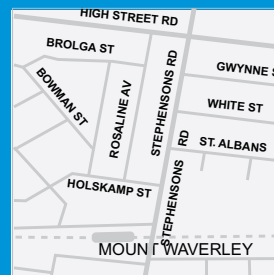 HIGH STREET RD
BROLGA ST
GWYNNE S
BOWMAN ST
ROSALINE AV
STEPHENSONS RD
WHITE ST
ST. ALBANS
STEPHENSONS RD
HOLSKAMP ST
MOUNT WAVERLEY